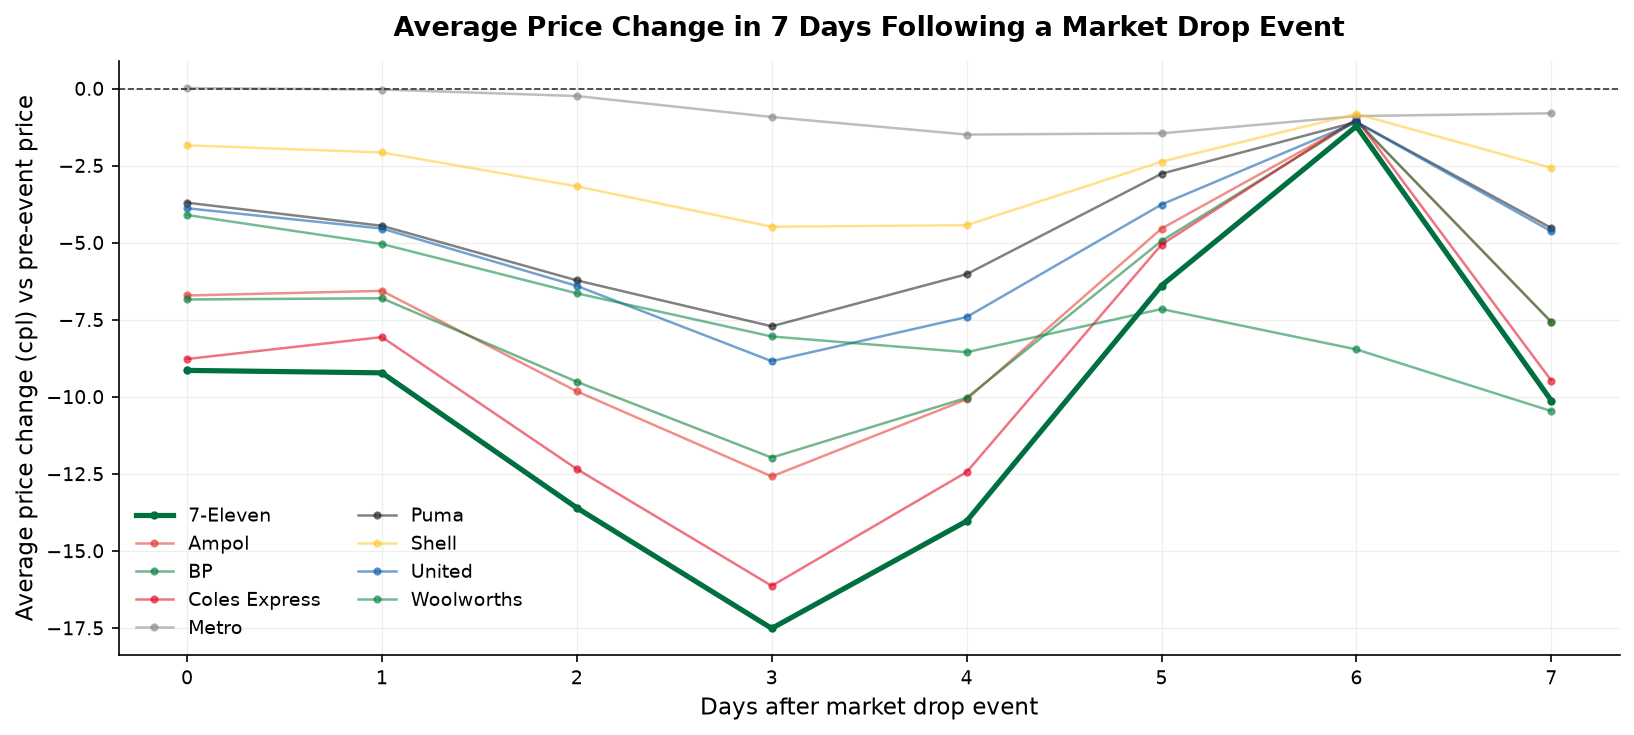 Average Price Change in 7 Days Following a Market Drop Event
Average price change (cpl) vs pre-event price
0.0
−2.5
−5.0
−7.5
−10.0
−12.5
−15.0
−17.5
7-Eleven
Ampol
BP
Coles Express
Metro
Puma
Shell
United
Woolworths
0 1 2 3 4 5 6 7
Days after market drop event